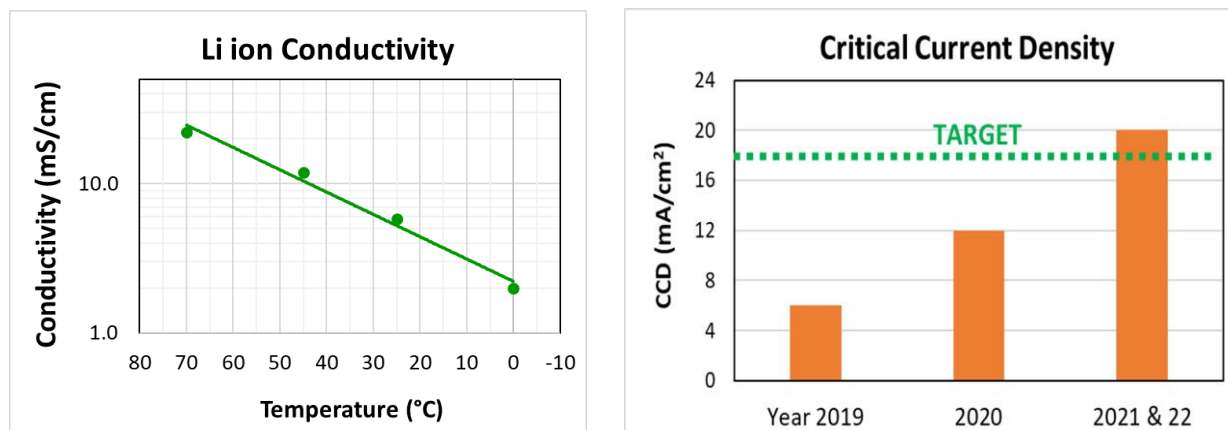 Li ion Conductivity
Conductivity (mS/cm)
10.0
1.0
80 70 60 50 40 30 20 10 0 -10
Temperature (°C)
Critical Current Density
CCD (mA/cm²)
24
20
16
12
8
4
0
TARGET
Year 2019 2020 2021 & 22